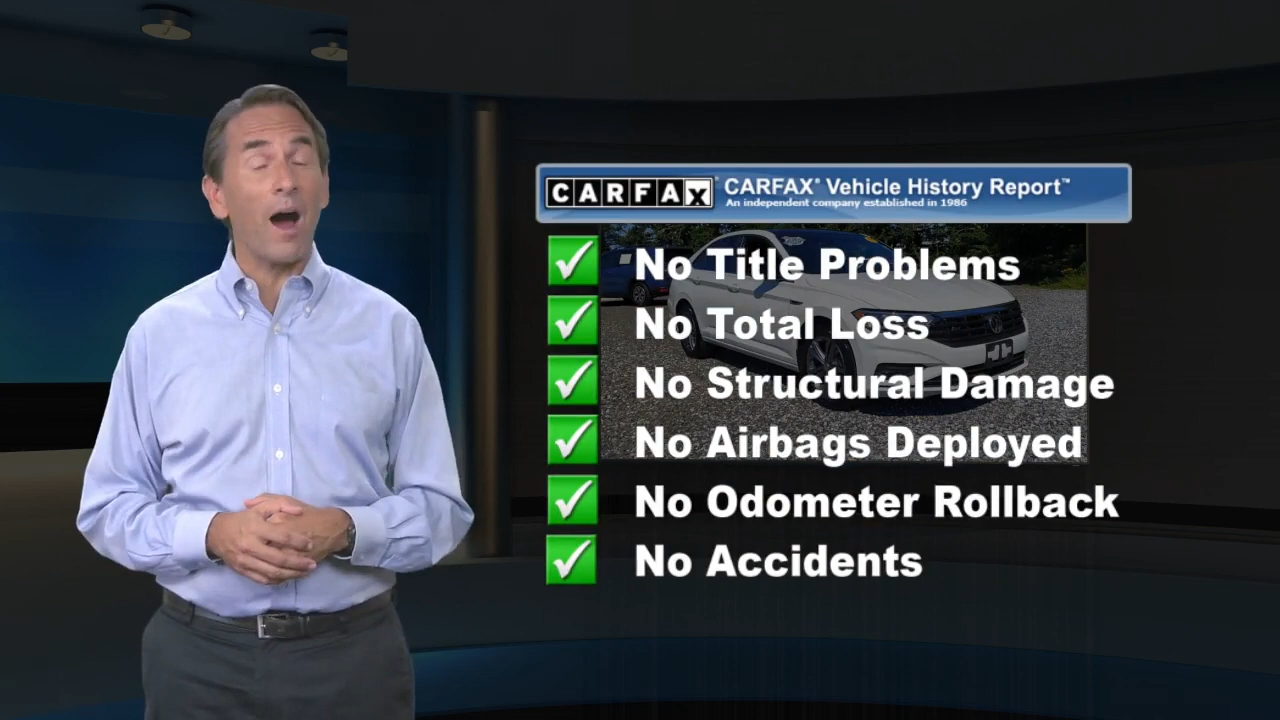 CARFAX® CARFAX® Vehicle History Report™
An independent company established in 1986
No Title Problems
No Total Loss
No Structural Damage
No Airbags Deployed
No Odometer Rollback
No Accidents